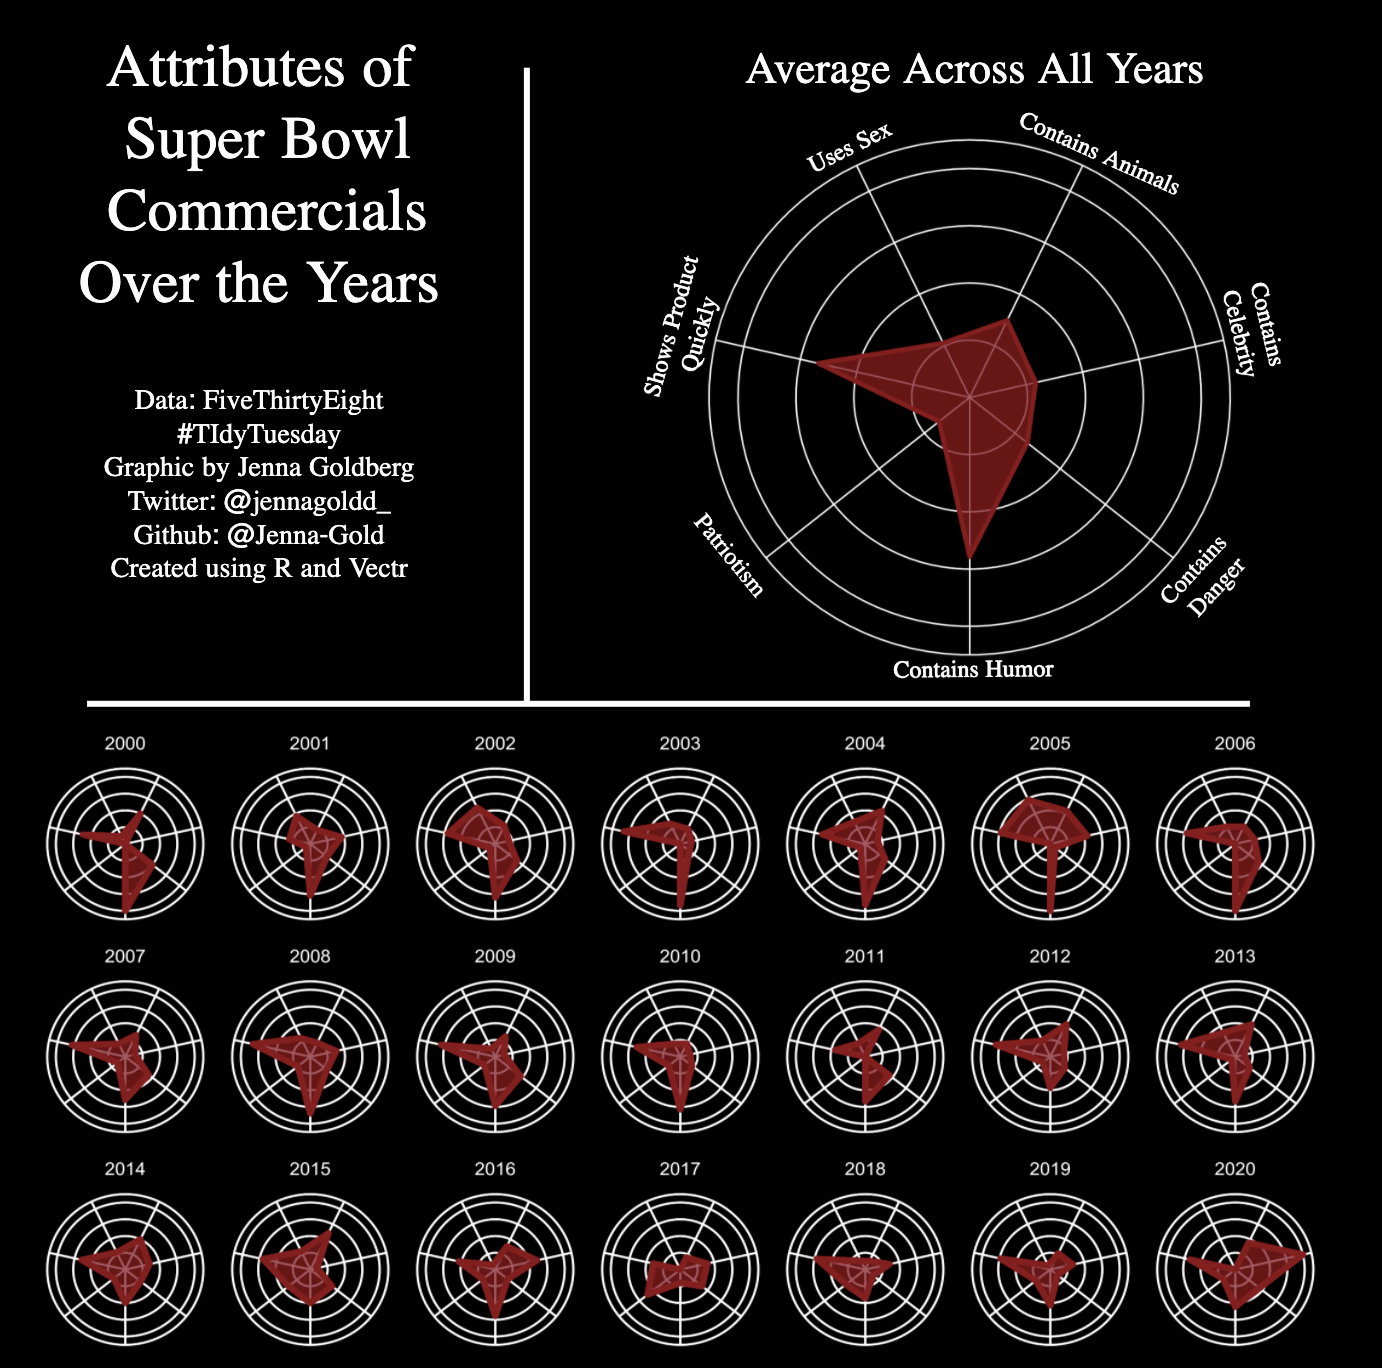 Attributes of
Super Bowl
Commercials
Over the Years
Data: FiveThirtyEight
#TIdyTuesday
Graphic by Jenna Goldberg
Twitter: @jennagoldd_
Github: @Jenna-Gold
Created using R and Vectr
Average Across All Years
Uses Sex
Contains Animals
Shows Product
Quickly
Contains
Celebrity
Patriotism
Contains
Danger
Contains Humor
2000 2001 2002 2003 2004 2005 2006
2007 2008 2009 2010 2011 2012 2013
2014 2015 2016 2017 2018 2019 2020